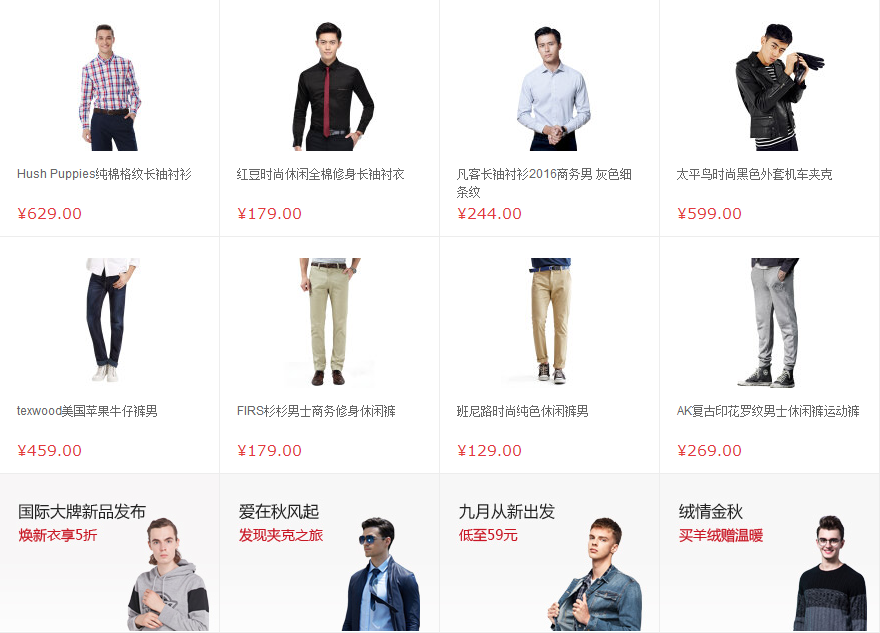 Hush Puppies纯棉格纹长袖衬衫
红豆时尚休闲全棉修身长袖衬衣
凡客长袖衬衫2016商务男 灰色细
条纹
太平鸟时尚黑色外套机车夹克
¥629.00
¥179.00
¥244.00
¥599.00
texwood美国苹果牛仔裤男
FIRS杉杉男士商务修身休闲裤
班尼路时尚纯色休闲裤男
AK复古印花罗纹男士休闲裤运动裤
¥459.00
¥179.00
¥129.00
¥269.00
国际大牌新品发布
焕新衣享5折
爱在秋风起
发现夹克之旅
九月从新出发
低至59元
绒情金秋
买羊绒赠温暖